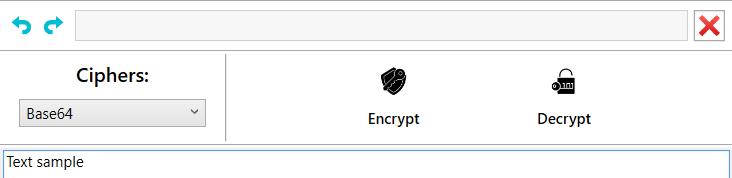 Ciphers:
Base64
Encrypt
Decrypt
Text sample